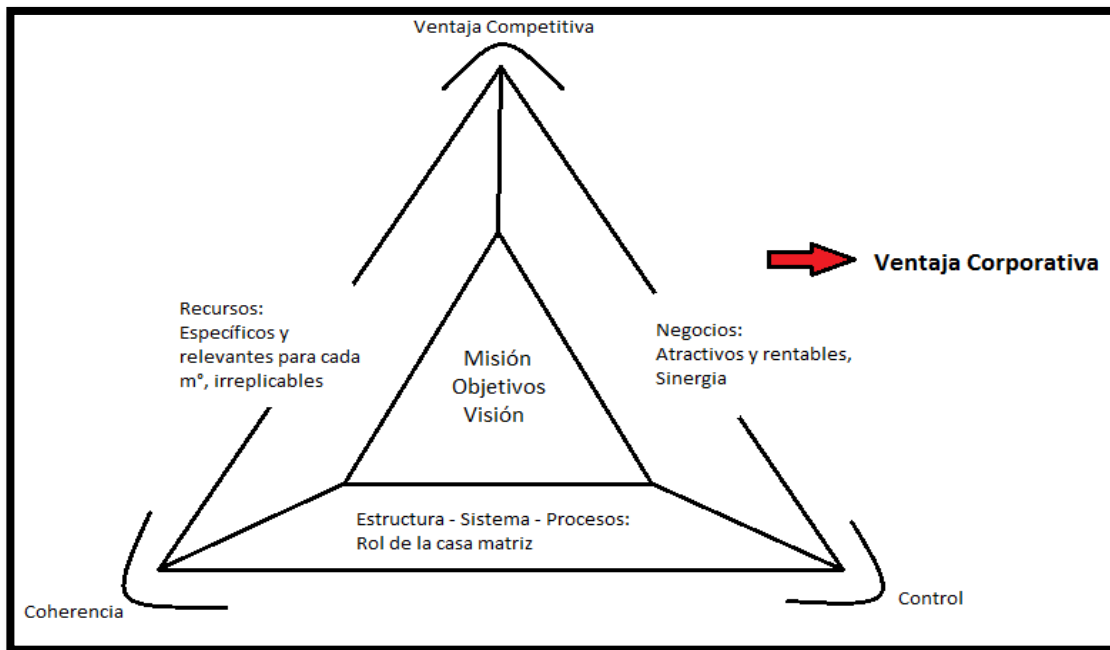 Ventaja Competitiva
Ventaja Corporativa
Recursos:
Específicos y
relevantes para cada
m°, irreplicables
Negocios:
Atractivos y rentables,
Sinergia
Misión
Objetivos
Visión
Estructura - Sistema - Procesos:
Rol de la casa matriz
Coherencia
Control